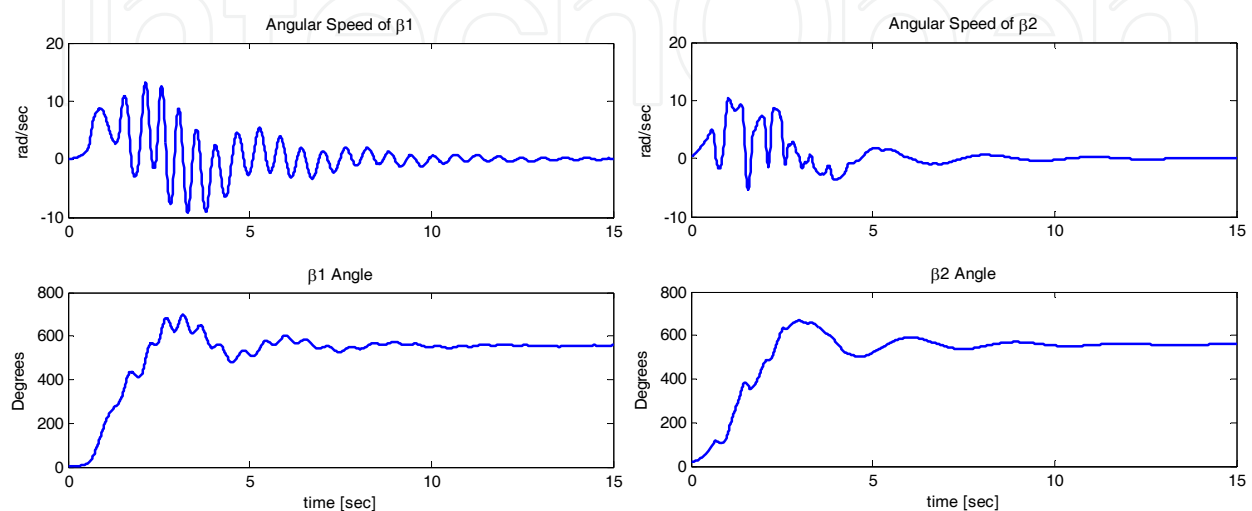 Angular Speed of β1
20
10
0
-10
rad/sec
0 5 10 15
Angular Speed of β2
20
10
0
-10
rad/sec
0 5 10 15
β1 Angle
800
600
400
200
0
Degrees
0 5 10 15
time [sec]
β2 Angle
800
600
400
200
0
Degrees
0 5 10 15
time [sec]